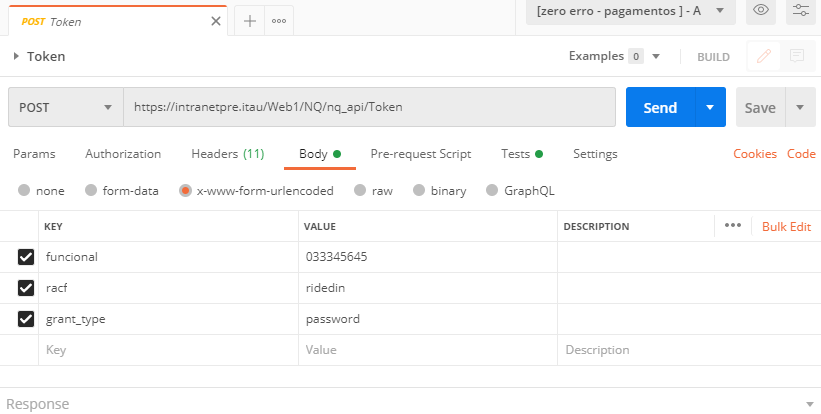 POST Token
[zero erro - pagamentos ] - A
Token
Examples 0
BUILD
POST
https://intranetpre.itau/Web1/NQ/nq_api/Token
Send
Save
Params Authorization Headers (11) Body Pre-request Script Tests Settings Cookies Code
none form-data x-www-form-urlencoded raw binary GraphQL
KEY VALUE DESCRIPTION Bulk Edit
funcional 033345645
racf ridedin
grant_type password
Key Value Description
Response